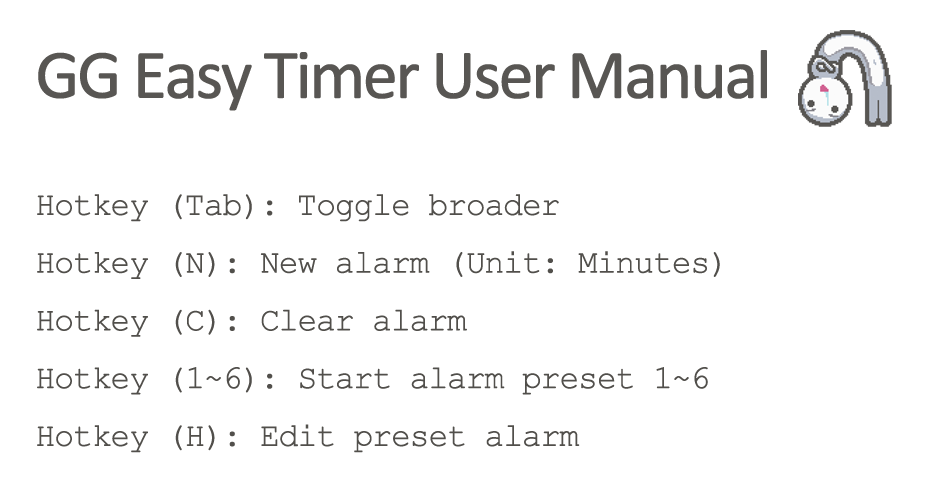 GG Easy Timer User Manual
Hotkey (Tab): Toggle broader
Hotkey (N): New alarm (Unit: Minutes)
Hotkey (C): Clear alarm
Hotkey (1~6): Start alarm preset 1~6
Hotkey (H): Edit preset alarm